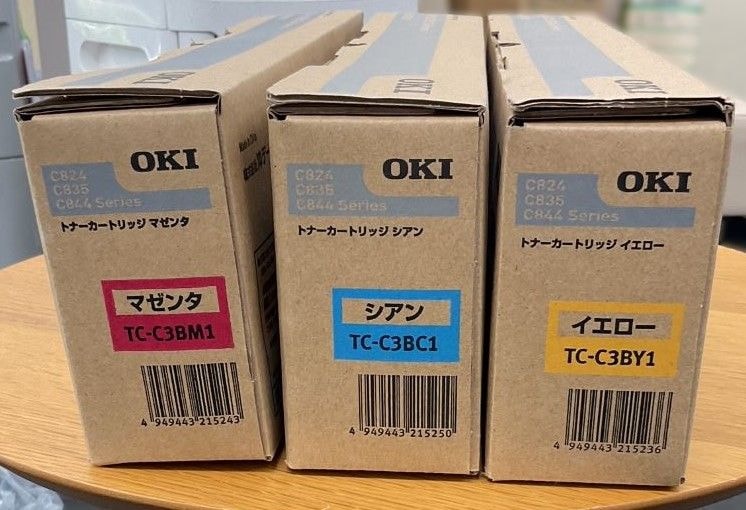 OKI
C824
C835
C844 Series
トナーカートリッジ マゼンタ
マゼンタ
TC-C3BM1
4 949443 215243
OKI
OKI
C824
C835
C844 Series
トナーカートリッジ シアン
シアン
TC-C3BC1
4 949443 215250
OKI
OKI
C824
C835
C844 Series
トナーカートリッジ イエロー
イエロー
TC-C3BY1
4 949443 215236